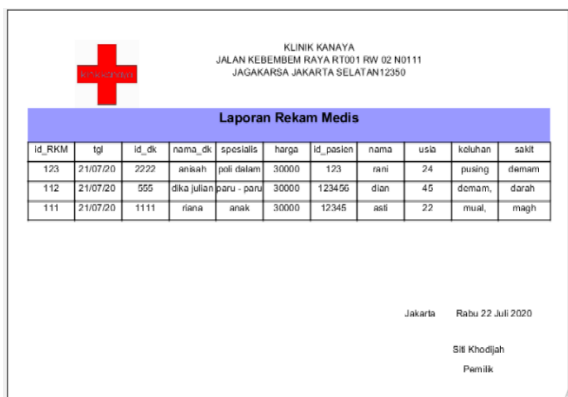 KLINIK KANAYA
JALAN KEBEMBEM RAYA RT001 RW 02 N0111
JAGAKARSA JAKARTA SELATAN12350
Laporan Rekam Medis
id_RKM tgl id_dk nama_dk spesialis harga id_pasien nama usia keluhan sakit
123 21/07/20 2222 anisah poli dalam 30000 123 rani 24 pusing demam
112 21/07/20 555 dika julian paru - paru 30000 123456 dian 45 demam, darah
111 21/07/20 1111 riana anak 30000 12345 asti 22 mual, magh
Jakarta Rabu 22 Juli 2020
Siti Khodijah
Pemilik